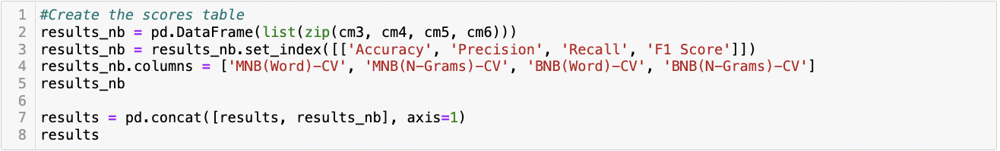 1 #Create the scores table
2 results_nb = pd.DataFrame(list(zip(cm3, cm4, cm5, cm6)))
3 results_nb = results_nb.set_index([['Accuracy', 'Precision', 'Recall', 'F1 Score']])
4 results_nb.columns = ['MNB(Word)-CV', 'MNB(N-Grams)-CV', 'BNB(Word)-CV', 'BNB(N-Grams)-CV']
5 results_nb
6
7 results = pd.concat([results, results_nb], axis=1)
8 results